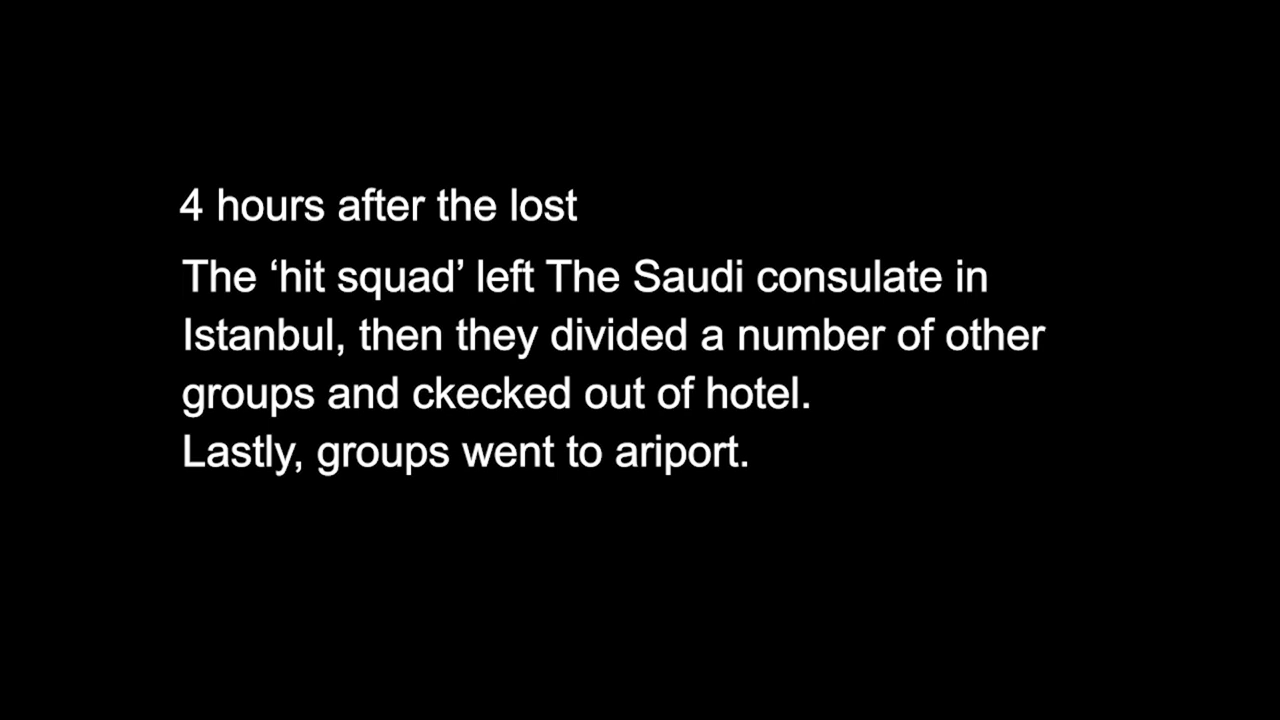 4 hours after the lost
The ‘hit squad’ left The Saudi consulate in
Istanbul, then they divided a number of other
groups and ckecked out of hotel.
Lastly, groups went to ariport.